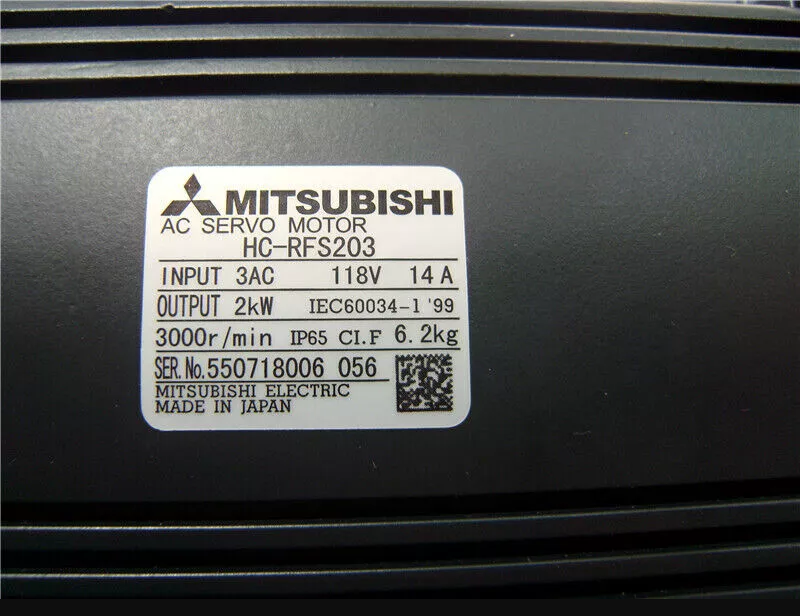 MITSUBISHI
AC SERVO MOTOR
HC-RFS203
INPUT 3AC 118V 14 A
OUTPUT 2kW IEC60034-1 '99
3000r/min IP65 CI.F 6.2kg
SER.No.550718006 056
MITSUBISHI ELECTRIC
MADE IN JAPAN